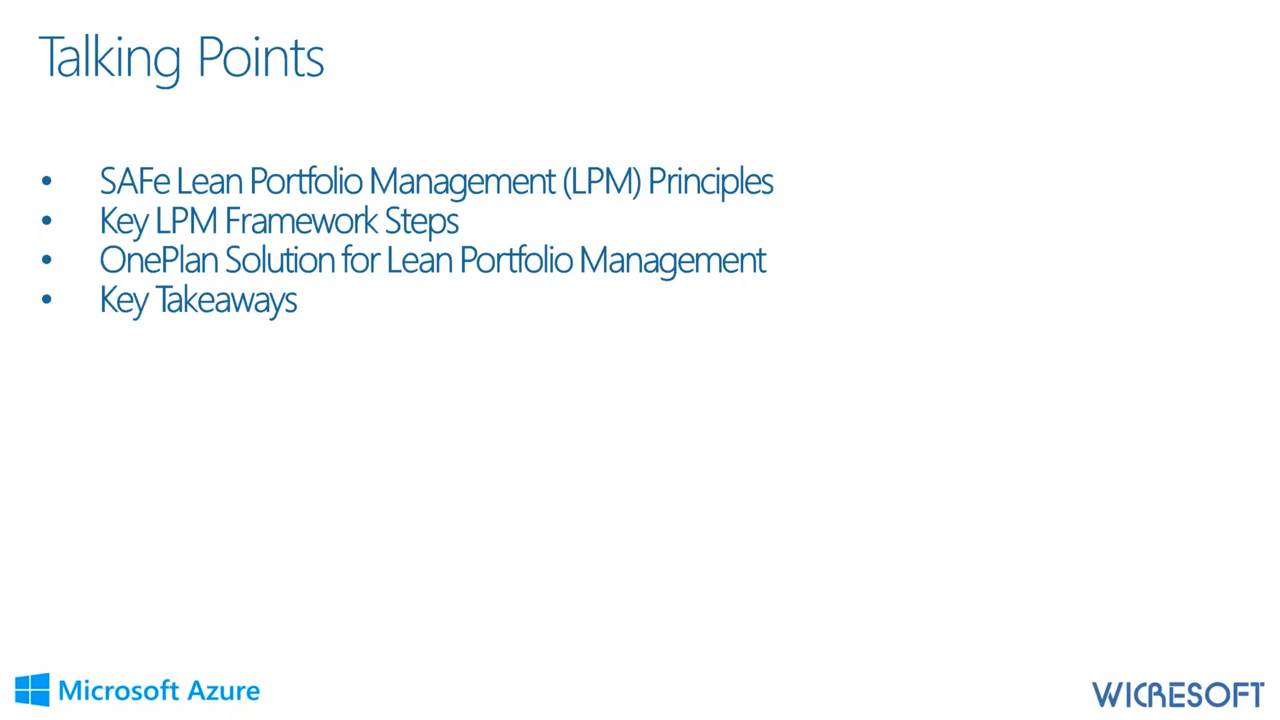 Talking Points
• SAFe Lean Portfolio Management (LPM) Principles
• Key LPM Framework Steps
• OnePlan Solution for Lean Portfolio Management
• Key Takeaways
Microsoft Azure
WICRESOFT